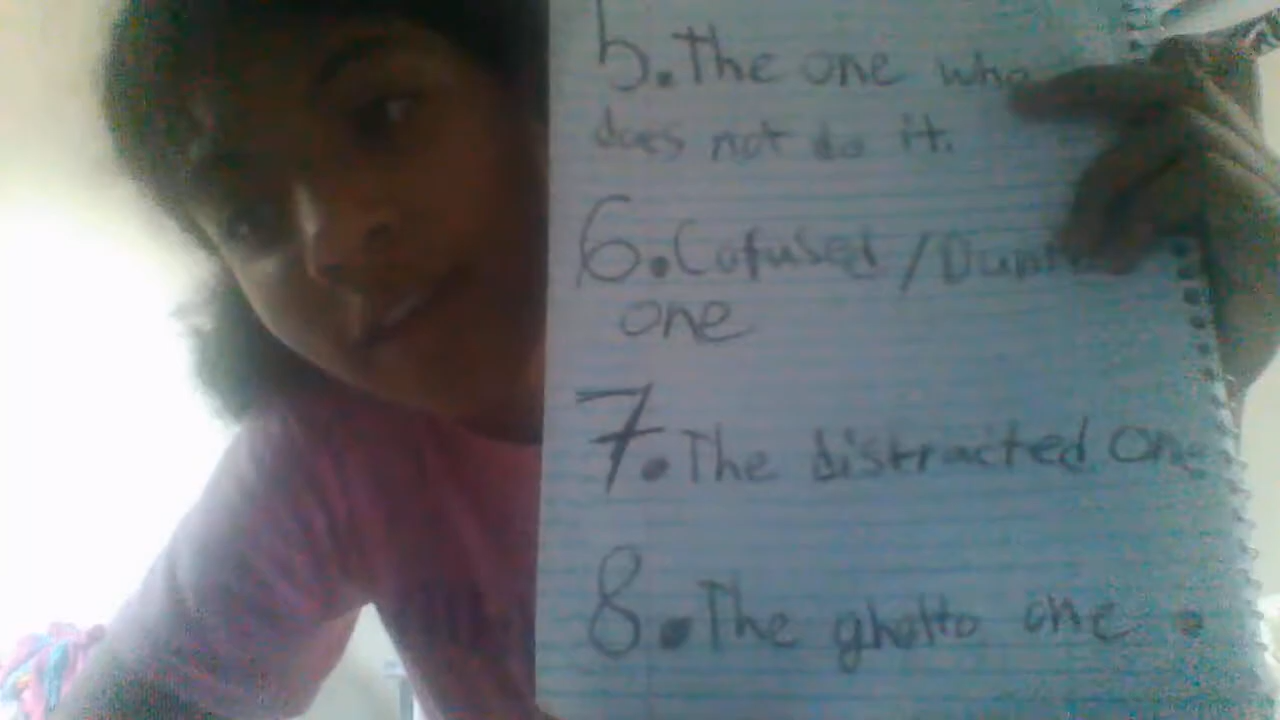 5. The one who
does not do it.
6. Cofused /
one
7. The distracted one
8. The ghetto one.